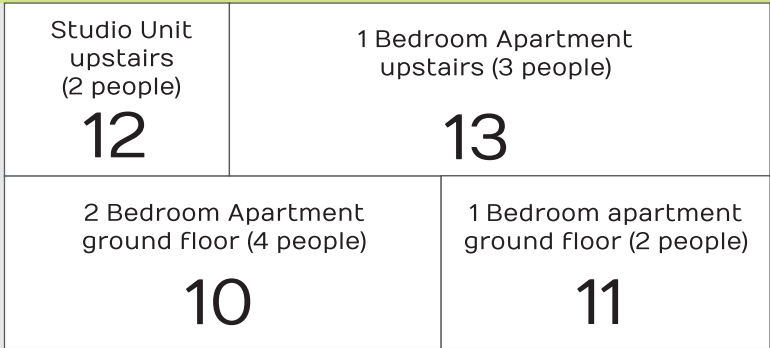 Studio Unit
upstairs
(2 people)
12
1 Bedroom Apartment
upstairs (3 people)
13
2 Bedroom Apartment
ground floor (4 people)
10
1 Bedroom apartment
ground floor (2 people)
11